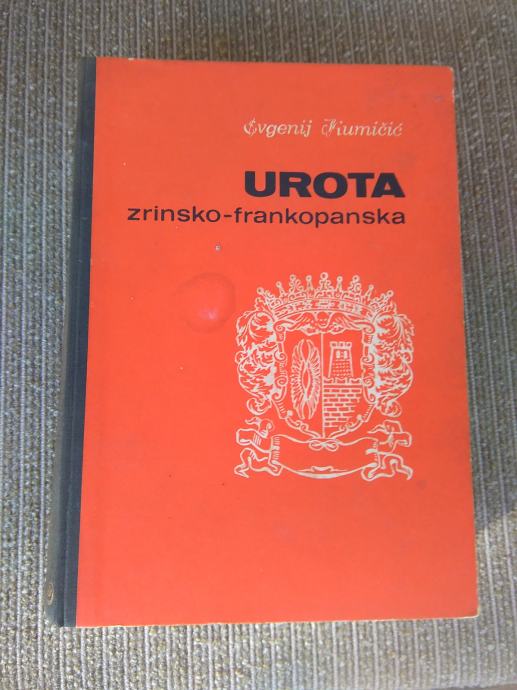 Evgenij Kumičić
UROTA
zrinsko-frankopanska